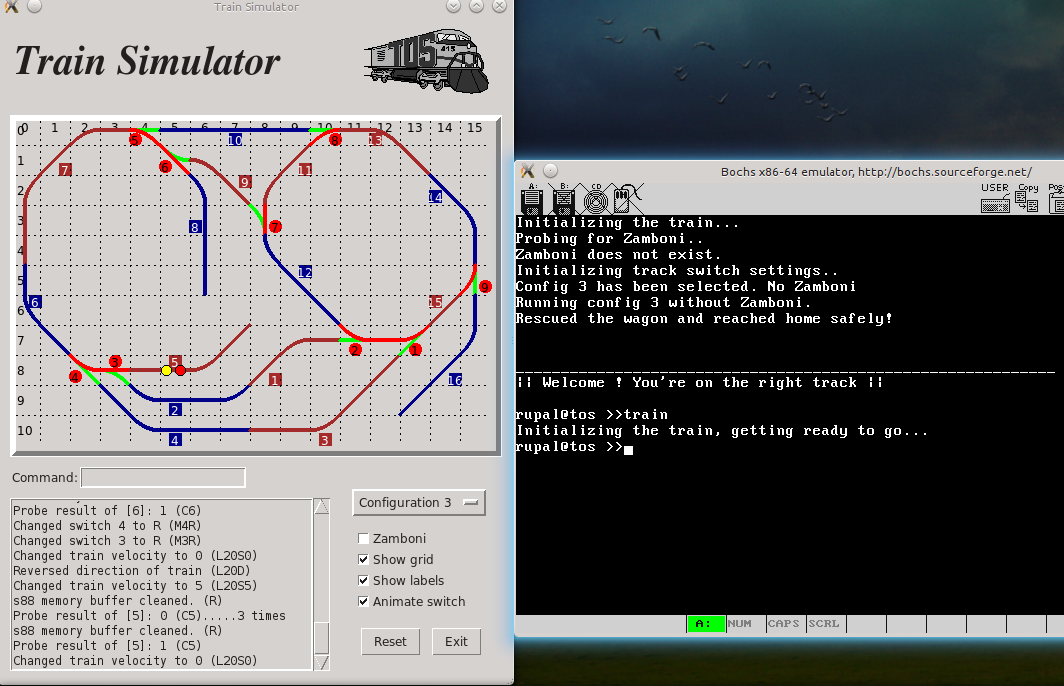 Train Simulator
Train Simulator
TOS
415
0 1 2 3 4 5 6 7 8 9 10 11 12 13 14 15
5 10 8 13
1
6
7 9 11
2
14
3
8 7
4
12
5
9
6 15
6
7
3 5 2 1
8
4 1 16
9
2
10
4 3
Command:
Probe result of [6]: 1 (C6)
Changed switch 4 to R (M4R)
Changed switch 3 to R (M3R)
Changed train velocity to 0 (L20S0)
Reversed direction of train (L20D)
Changed train velocity to 5 (L20S5)
s88 memory buffer cleaned. (R)
Probe result of [5]: 0 (C5).....3 times
s88 memory buffer cleaned. (R)
Probe result of [5]: 1 (C5)
Changed train velocity to 0 (L20S0)
Configuration 3
Zamboni
Show grid
Show labels
Animate switch
Reset Exit
Bochs x86-64 emulator, http://bochs.sourceforge.net/
A: B: CD USER Copy Pos
Initializing the train...
Probing for Zamboni..
Zamboni does not exist.
Initializing track switch settings..
Config 3 has been selected. No Zamboni
Running config 3 without Zamboni.
Rescued the wagon and reached home safely!
|| Welcome ! You're on the right track ||
rupal@tos >>train
Initializing the train, getting ready to go...
rupal@tos >>
A: NUM CAPS SCRL